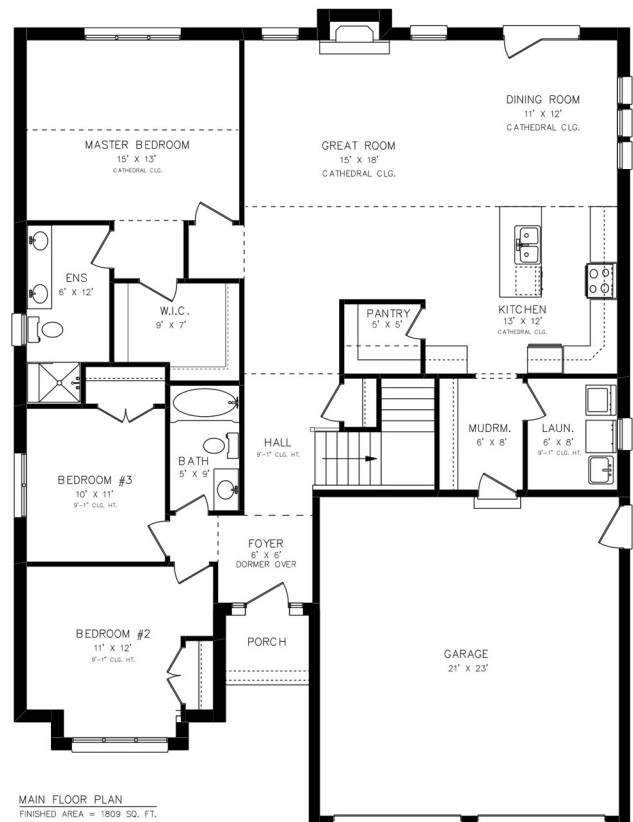 DINING ROOM
11' X 12'
CATHEDRAL CLG.
MASTER BEDROOM
15' X 13'
CATHEDRAL CLG.
GREAT ROOM
15' X 18'
CATHEDRAL CLG.
ENS
6' X 12'
W.I.C.
9' X 7'
PANTRY
5' X 5'
KITCHEN
13' X 12'
CATHEDRAL CLG.
HALL
9'-1" CLG. HT.
MUDRM.
6' X 8'
LAUN.
6' X 8'
9'-1" CLG. HT.
BATH
5' X 9'
BEDROOM #3
10' X 11'
9'-1" CLG. HT.
FOYER
6' X 6'
DORMER OVER
BEDROOM #2
11' X 12'
9'-1" CLG. HT.
PORCH
GARAGE
21' X 23'
MAIN FLOOR PLAN
FINISHED AREA = 1809 SQ. FT.